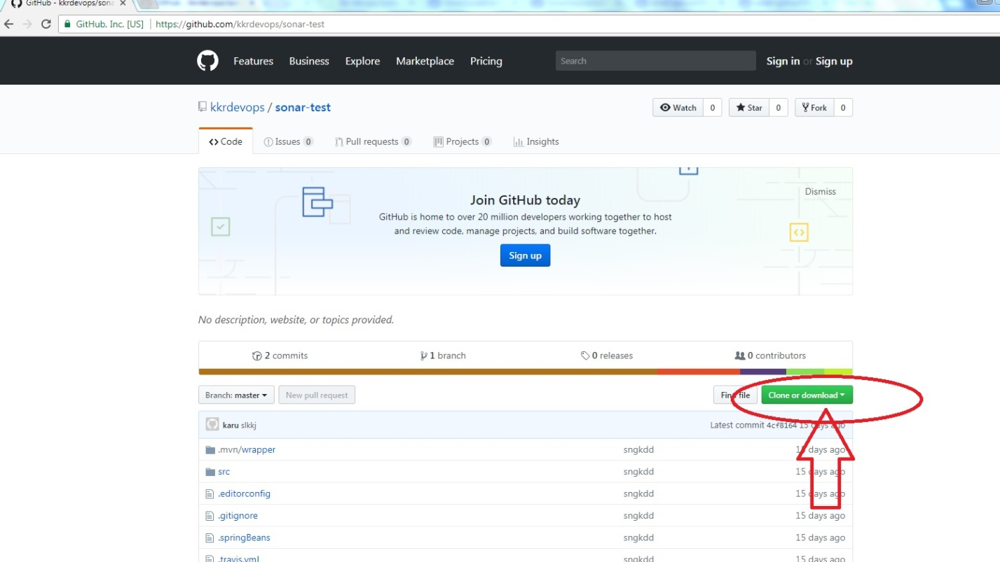 GitHub - kkrdevops/sona
GitHub, Inc. [US] https://github.com/kkrdevops/sonar-test
Features Business Explore Marketplace Pricing Search Sign in or Sign up
kkrdevops / sonar-test Watch 0 Star 0 Fork 0
Code Issues 0 Pull requests 0 Projects 0 Insights
Join GitHub today
Dismiss
GitHub is home to over 20 million developers working together to host
and review code, manage projects, and build software together.
Sign up
No description, website, or topics provided.
2 commits 1 branch 0 releases 0 contributors
Branch: master New pull request Find file Clone or download
karu slkkj Latest commit 4cf8164 15 days ago
.mvn/wrapper sngkdd 15 days ago
src sngkdd 15 days ago
.editorconfig sngkdd 15 days ago
.gitignore sngkdd 15 days ago
.springBeans sngkdd 15 days ago
.travis.yml sngkdd 15 days ago